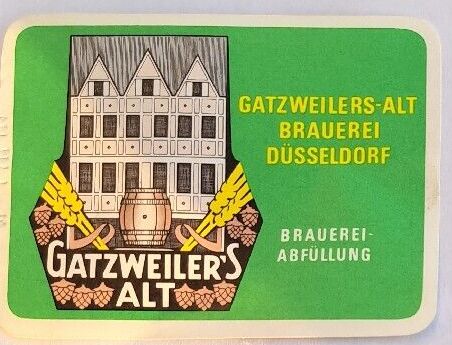 GATZWEILERS-ALT
BRAUEREI
DÜSSELDORF
BRAUEREI-
ABFÜLLUNG
GATZWEILER'S
ALT